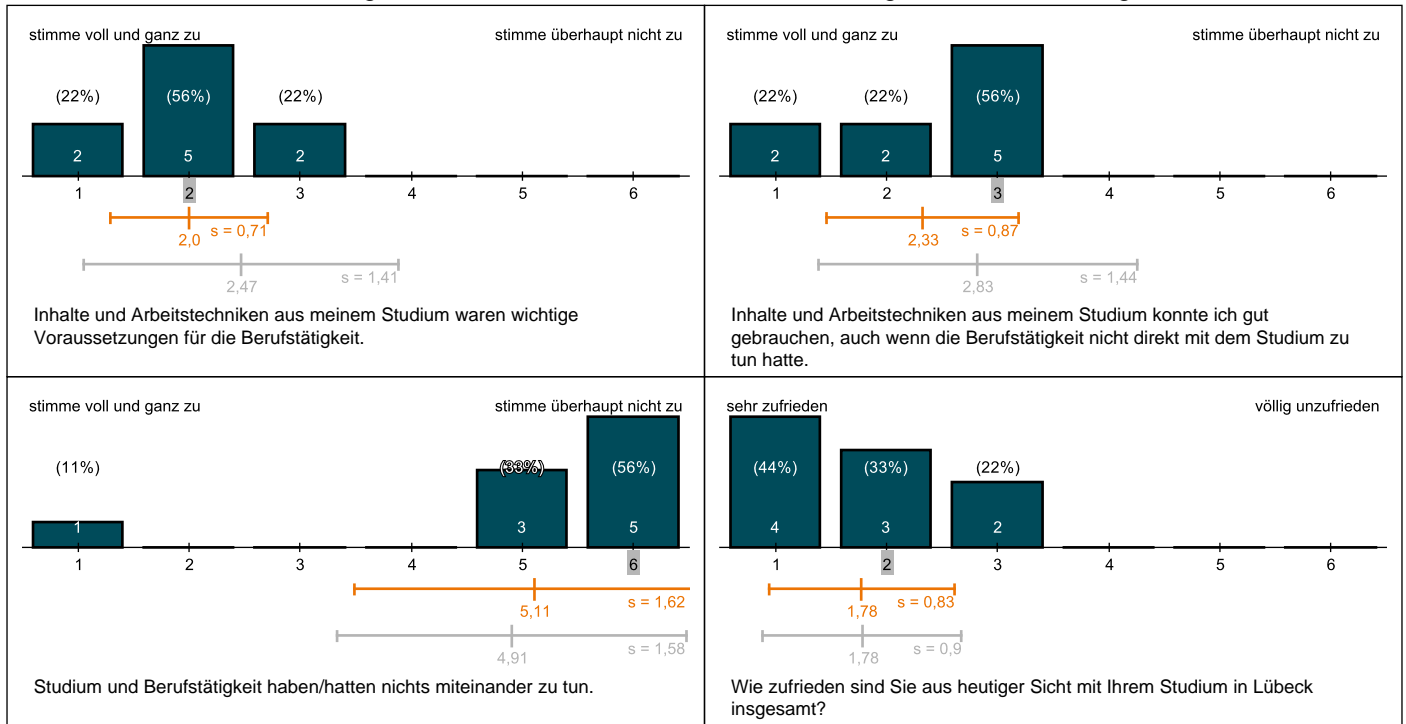 stimme voll und ganz zu stimme überhaupt nicht zu
(22%) (56%) (22%)
2 5 2
1 2 3 4 5 6
s = 0,71
2,0
s = 1,41
2,47
Inhalte und Arbeitstechniken aus meinem Studium waren wichtige
Voraussetzungen für die Berufstätigkeit.
stimme voll und ganz zu stimme überhaupt nicht zu
(22%) (22%) (56%)
2 2 5
1 2 3 4 5 6
s = 0,87
2,33
s = 1,44
2,83
Inhalte und Arbeitstechniken aus meinem Studium konnte ich gut
gebrauchen, auch wenn die Berufstätigkeit nicht direkt mit dem Studium zu
tun hatte.
stimme voll und ganz zu stimme überhaupt nicht zu
(11%) (33%) (56%)
1 3 5
1 2 3 4 5 6
s = 1,62
5,11
s = 1,58
4,91
Studium und Berufstätigkeit haben/hatten nichts miteinander zu tun.
sehr zufrieden völlig unzufrieden
(44%) (33%) (22%)
4 3 2
1 2 3 4 5 6
s = 0,83
1,78
s = 0,9
1,78
Wie zufrieden sind Sie aus heutiger Sicht mit Ihrem Studium in Lübeck
insgesamt?